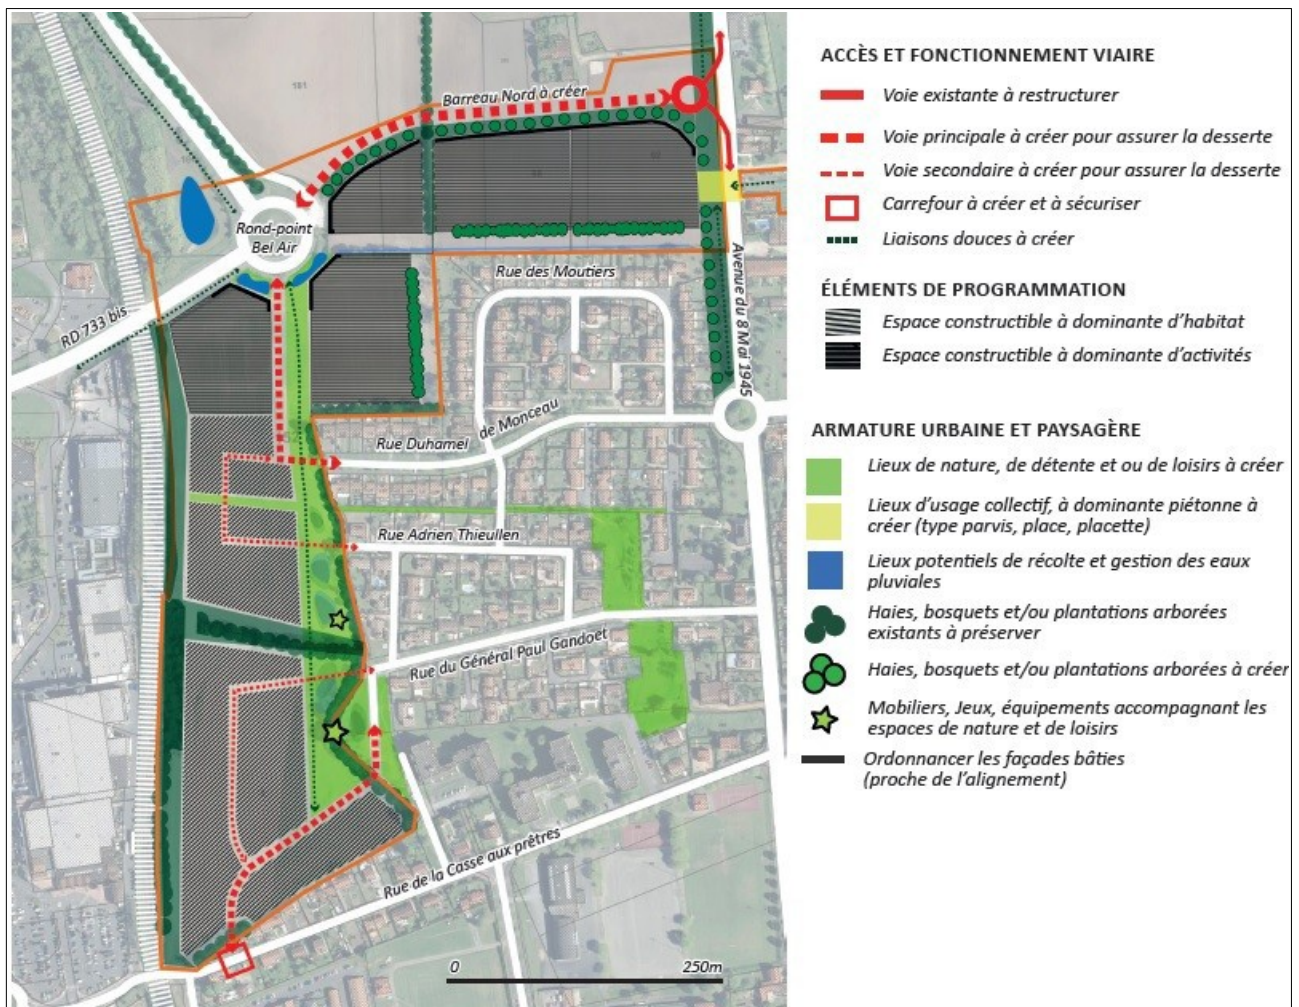 Barreau Nord à créer
Rond-point
Bel Air
RD 733 bis
Rue des Moutiers
Avenue du 8 Mai 1945
Rue Duhamel de Monceau
Rue Adrien Thieullen
Rue du Général Paul Gandoët
Rue de la Casse aux prêtres
0 250m
ACCÈS ET FONCTIONNEMENT VIAIRE
Voie existante à restructurer
Voie principale à créer pour assurer la desserte
Voie secondaire à créer pour assurer la desserte
Carrefour à créer et à sécuriser
Liaisons douces à créer
ÉLÉMENTS DE PROGRAMMATION
Espace constructible à dominante d'habitat
Espace constructible à dominante d'activités
ARMATURE URBAINE ET PAYSAGÈRE
Lieux de nature, de détente et ou de loisirs à créer
Lieux d'usage collectif, à dominante piétonne à
créer (type parvis, place, placette)
Lieux potentiels de récolte et gestion des eaux
pluviales
Haies, bosquets et/ou plantations arborées
existants à préserver
Haies, bosquets et/ou plantations arborées à créer
Mobiliers, Jeux, équipements accompagnant les
espaces de nature et de loisirs
Ordonnancer les façades bâties
(proche de l'alignement)